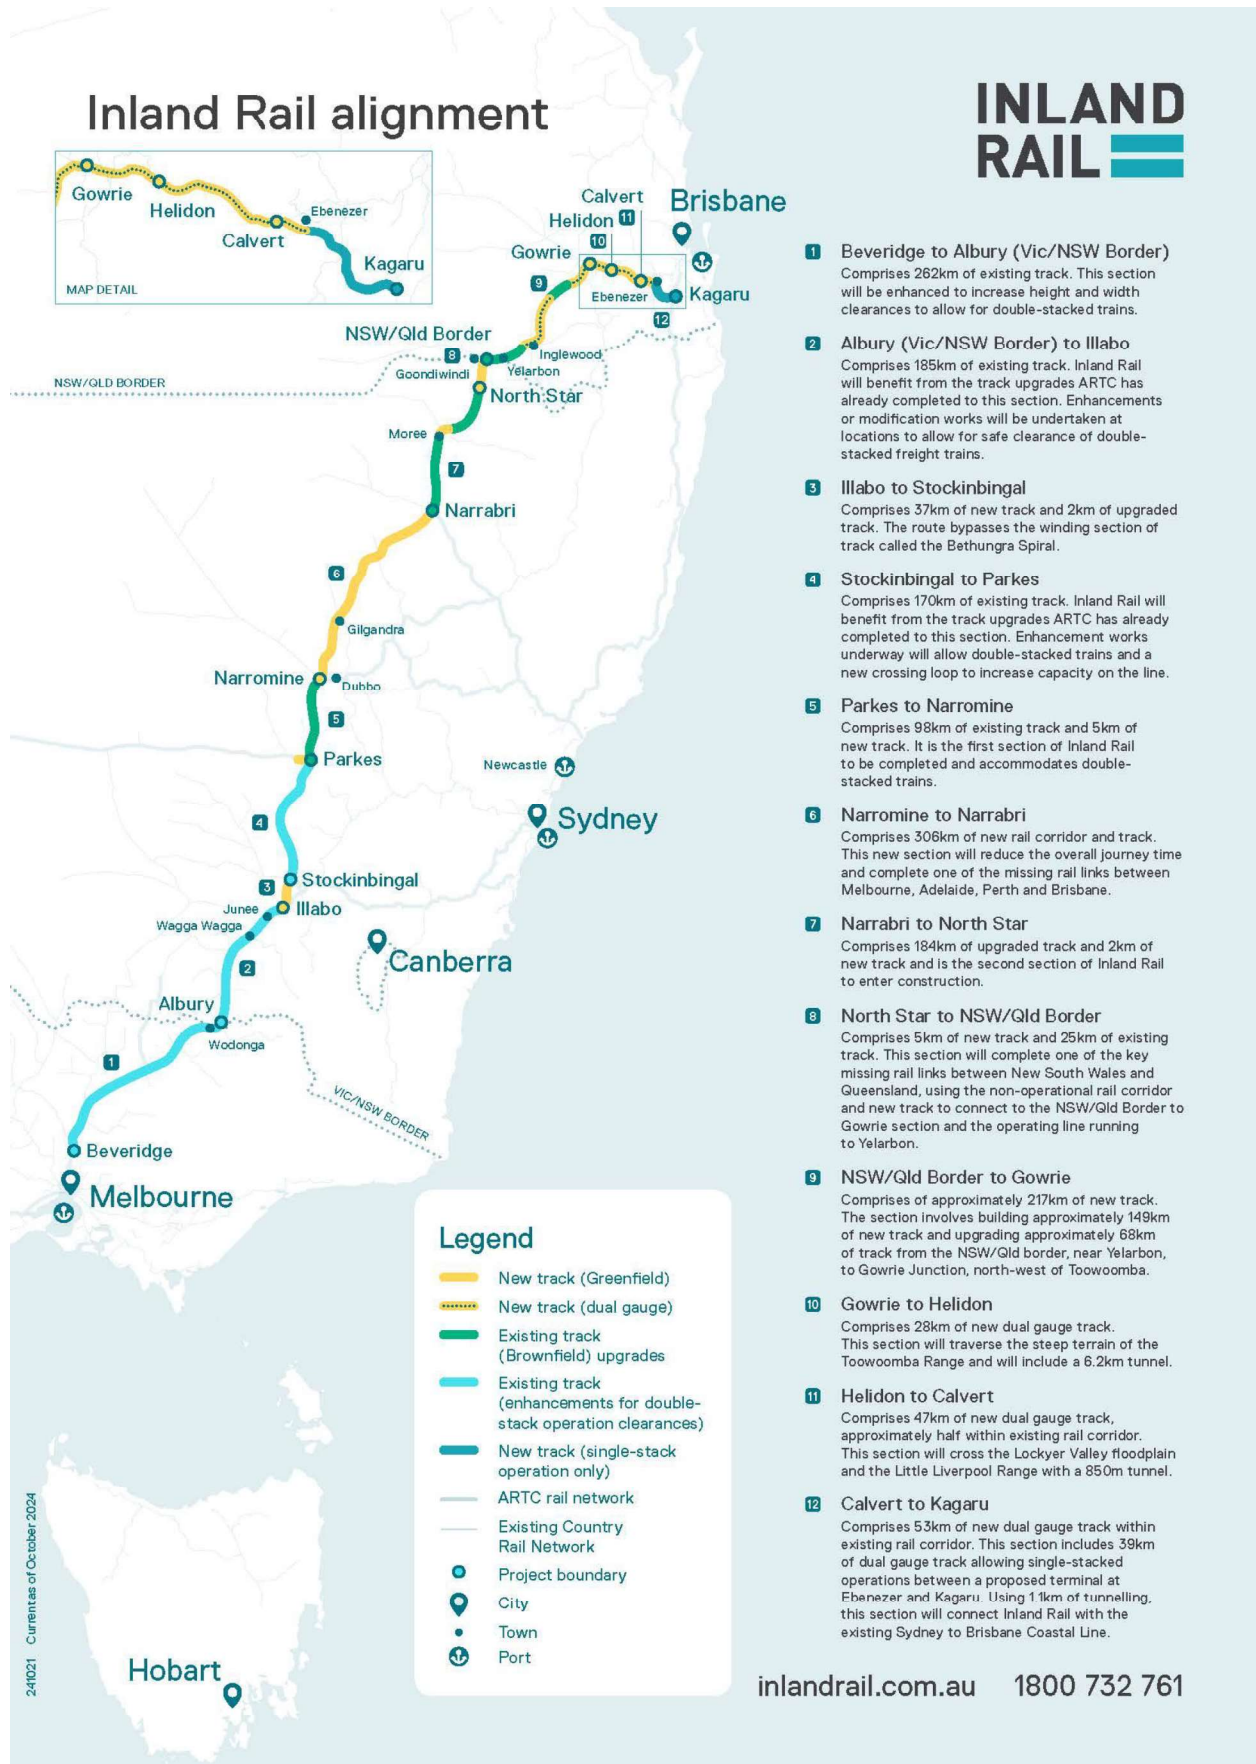 Inland Rail alignment
INLAND
RAIL
Gowrie
Helidon
Calvert
Ebenezer
Kagaru
MAP DETAIL
Calvert
11
Brisbane
Helidon
10
Gowrie
9
Ebenezer
Kagaru
12
NSW/Qld Border
8
Goondiwindi
Yelarbon
Inglewood
NSW/QLD BORDER
North Star
Moree
7
Narrabri
6
Gilgandra
Narromine
Dubbo
5
Parkes
Newcastle
4
Sydney
Stockinbingal
3
Junee
Illabo
Wagga Wagga
2
Canberra
Albury
Wodonga
1
VIC/NSW BORDER
Beveridge
Melbourne
Hobart
Legend
New track (Greenfield)
New track (dual gauge)
Existing track
(Brownfield) upgrades
Existing track
(enhancements for double-
stack operation clearances)
New track (single-stack
operation only)
ARTC rail network
Existing Country
Rail Network
Project boundary
City
Town
Port
1 Beveridge to Albury (Vic/NSW Border)
Comprises 262km of existing track. This section
will be enhanced to increase height and width
clearances to allow for double-stacked trains.
2 Albury (Vic/NSW Border) to Illabo
Comprises 185km of existing track. Inland Rail
will benefit from the track upgrades ARTC has
already completed to this section. Enhancements
or modification works will be undertaken at
locations to allow for safe clearance of double-
stacked freight trains.
3 Illabo to Stockinbingal
Comprises 37km of new track and 2km of upgraded
track. The route bypasses the winding section of
track called the Bethungra Spiral.
4 Stockinbingal to Parkes
Comprises 170km of existing track. Inland Rail will
benefit from the track upgrades ARTC has already
completed to this section. Enhancement works
underway will allow double-stacked trains and a
new crossing loop to increase capacity on the line.
5 Parkes to Narromine
Comprises 98km of existing track and 5km of
new track. It is the first section of Inland Rail
to be completed and accommodates double-
stacked trains.
6 Narromine to Narrabri
Comprises 306km of new rail corridor and track.
This new section will reduce the overall journey time
and complete one of the missing rail links between
Melbourne, Adelaide, Perth and Brisbane.
7 Narrabri to North Star
Comprises 184km of upgraded track and 2km of
new track and is the second section of Inland Rail
to enter construction.
8 North Star to NSW/Qld Border
Comprises 5km of new track and 25km of existing
track. This section will complete one of the key
missing rail links between New South Wales and
Queensland, using the non-operational rail corridor
and new track to connect to the NSW/Qld Border to
Gowrie section and the operating line running
to Yelarbon.
9 NSW/Qld Border to Gowrie
Comprises of approximately 217km of new track.
The section involves building approximately 149km
of new track and upgrading approximately 68km
of track from the NSW/Qld border, near Yelarbon,
to Gowrie Junction, north-west of Toowoomba.
10 Gowrie to Helidon
Comprises 28km of new dual gauge track.
This section will traverse the steep terrain of the
Toowoomba Range and will include a 6.2km tunnel.
11 Helidon to Calvert
Comprises 47km of new dual gauge track,
approximately half within existing rail corridor.
This section will cross the Lockyer Valley floodplain
and the Little Liverpool Range with a 850m tunnel.
12 Calvert to Kagaru
Comprises 53km of new dual gauge track within
existing rail corridor. This section includes 39km
of dual gauge track allowing single-stacked
operations between a proposed terminal at
Ebenezer and Kagaru. Using 1.1km of tunnelling,
this section will connect Inland Rail with the
existing Sydney to Brisbane Coastal Line.
241021 Current as of October 2024
inlandrail.com.au 1800 732 761